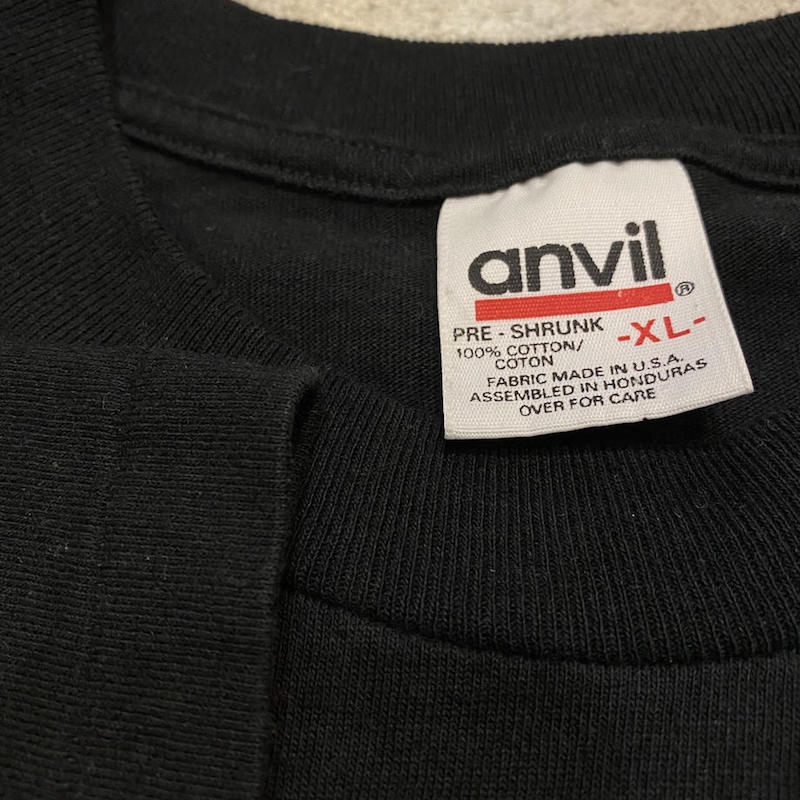 anvil®
PRE - SHRUNK -XL-
100% COTTON/
COTON
FABRIC MADE IN U.S.A.
ASSEMBLED IN HONDURAS
OVER FOR CARE